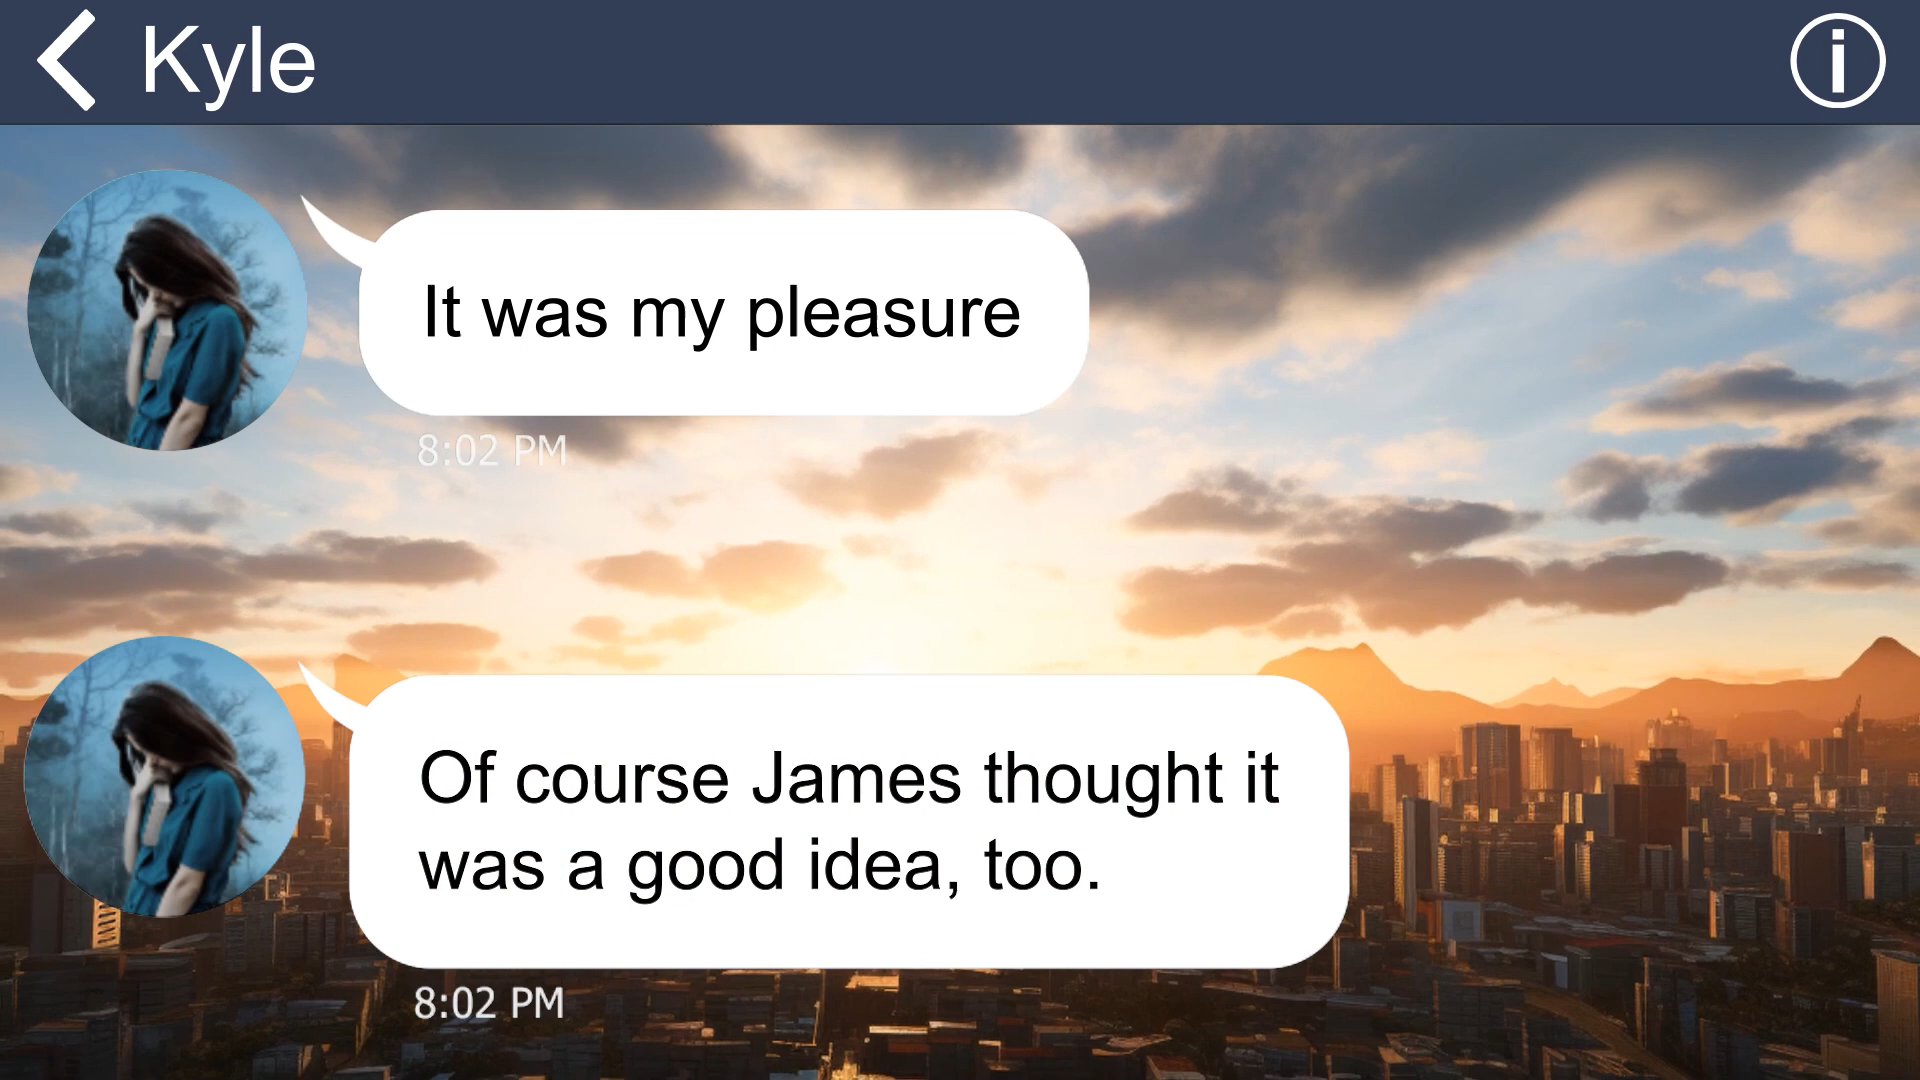 Kyle
It was my pleasure
8:02 PM
Of course James thought it
was a good idea, too.
8:02 PM